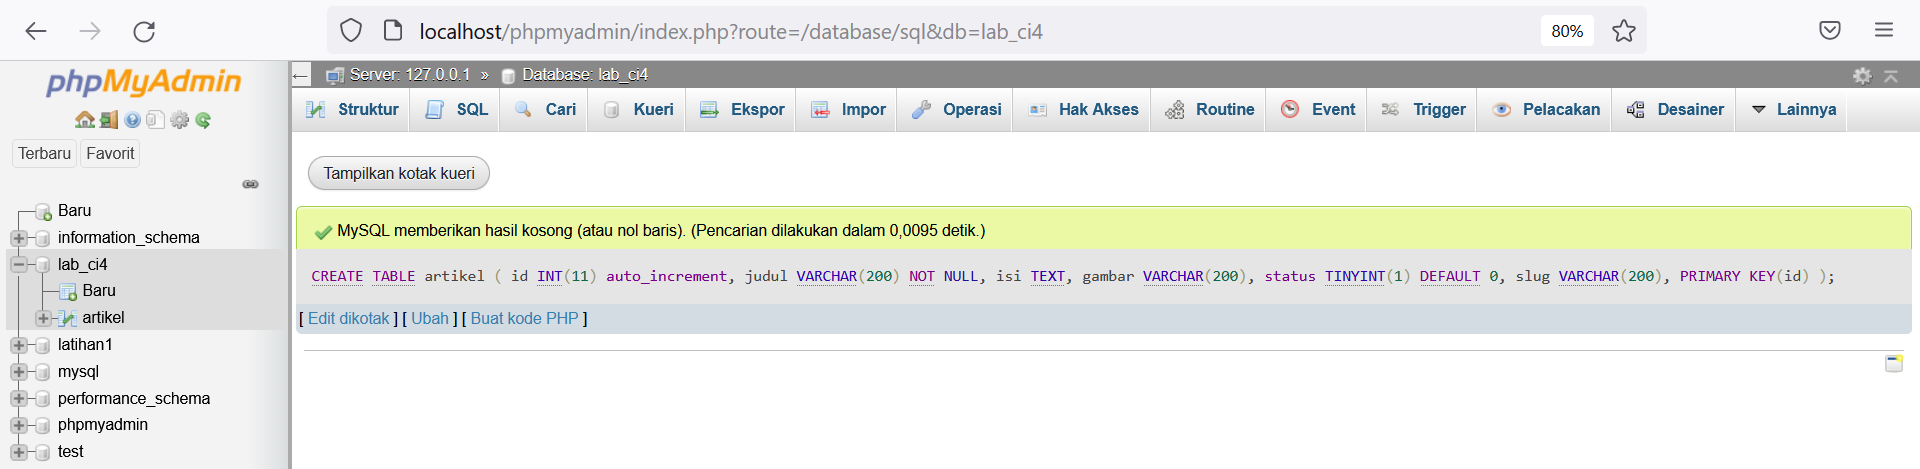 localhost/phpmyadmin/index.php?route=/database/sql&db=lab_ci4
80%
phpMyAdmin
Terbaru Favorit
Baru
information_schema
lab_ci4
Baru
artikel
latihan1
mysql
performance_schema
phpmyadmin
test
Server: 127.0.0.1 » Database: lab_ci4
Struktur SQL Cari Kueri Ekspor Impor Operasi Hak Akses Routine Event Trigger Pelacakan Desainer Lainnya
Tampilkan kotak kueri
MySQL memberikan hasil kosong (atau nol baris). (Pencarian dilakukan dalam 0,0095 detik.)
CREATE TABLE artikel ( id INT(11) auto_increment, judul VARCHAR(200) NOT NULL, isi TEXT, gambar VARCHAR(200), status TINYINT(1) DEFAULT 0, slug VARCHAR(200), PRIMARY KEY(id) );
[ Edit dikotak ] [ Ubah ] [ Buat kode PHP ]